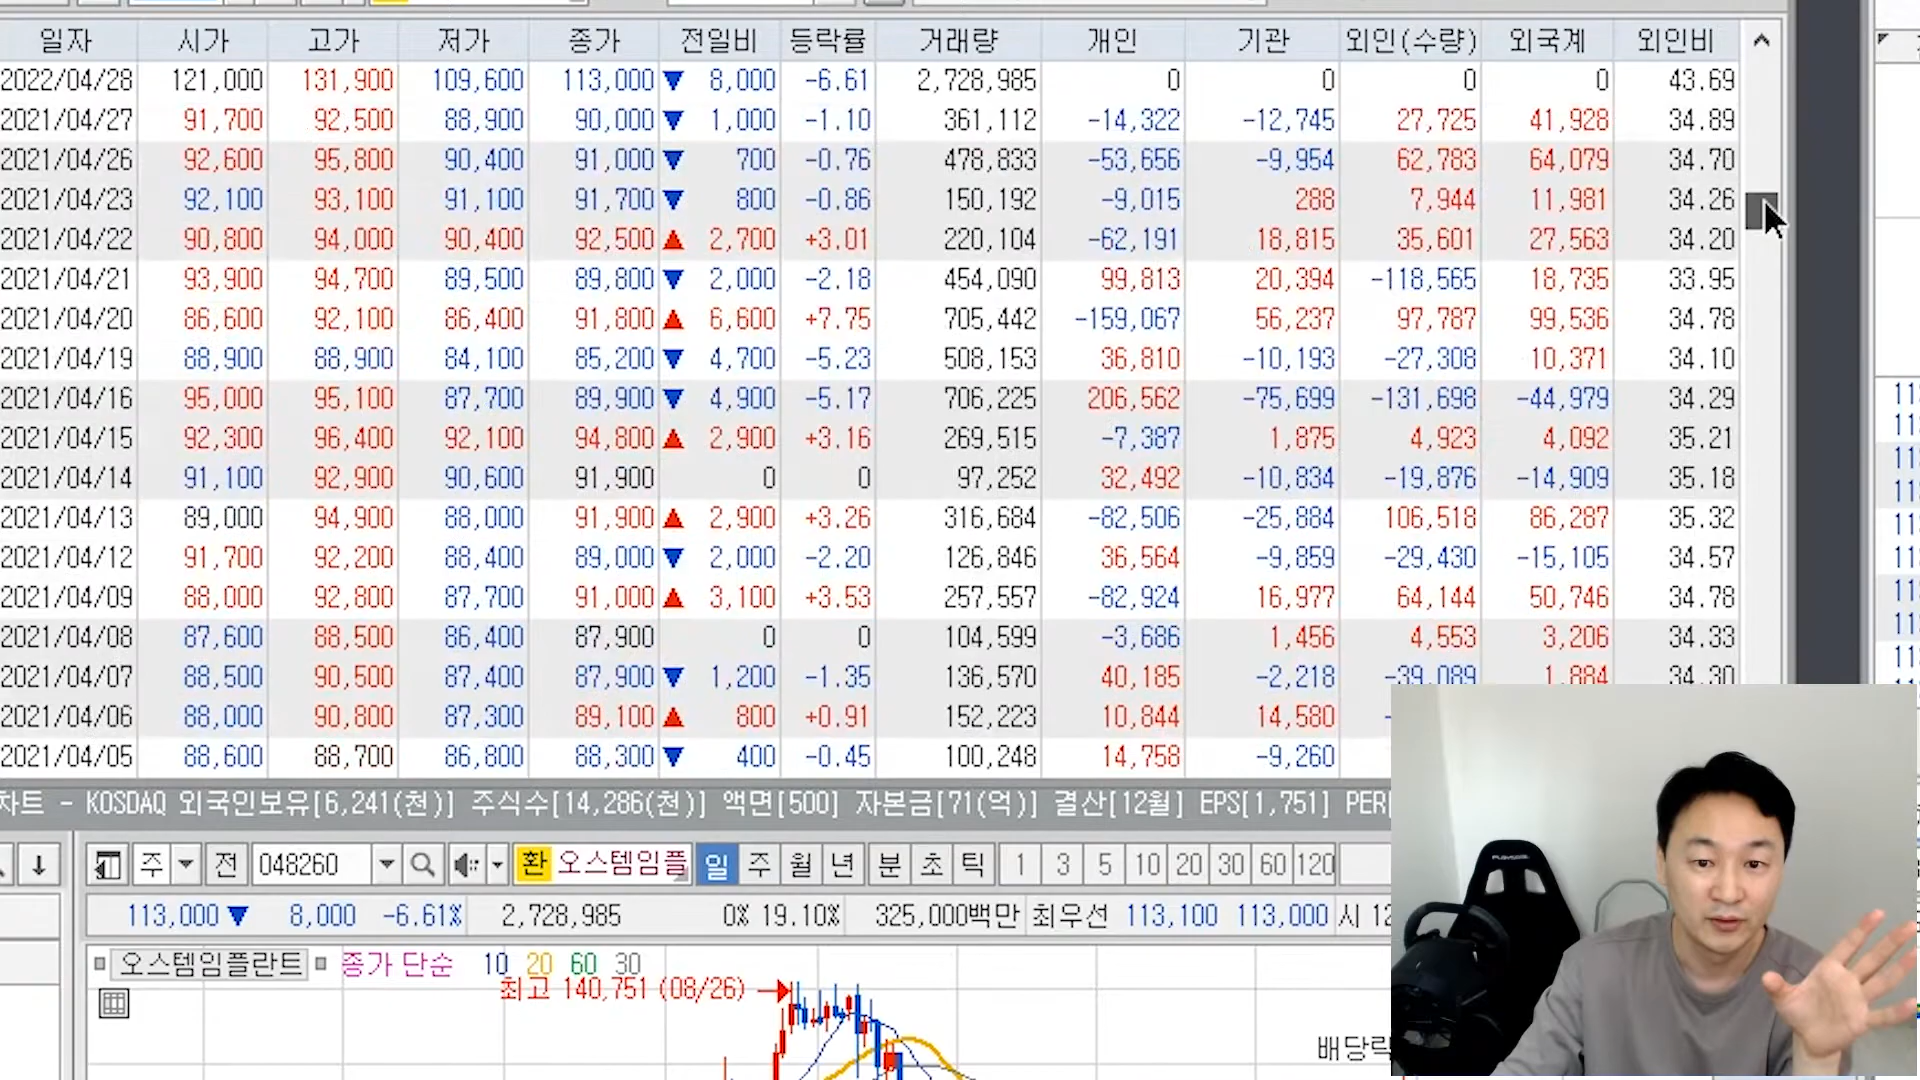 일자 시가 고가 저가 종가 전일비 등락률 거래량 개인 기관 외인(수량) 외국계 외인비
2022/04/28 121,000 131,900 109,600 113,000 ▼ 8,000 -6.61 2,728,985 0 0 0 0 43.69
2021/04/27 91,700 92,500 88,900 90,000 ▼ 1,000 -1.10 361,112 -14,322 -12,745 27,725 41,928 34.89
2021/04/26 92,600 95,800 90,400 91,000 ▼ 700 -0.76 478,833 -53,656 -9,954 62,783 64,079 34.70
2021/04/23 92,100 93,100 91,100 91,700 ▼ 800 -0.86 150,192 -9,015 288 7,944 11,981 34.26
2021/04/22 90,800 94,000 90,400 92,500 ▲ 2,700 +3.01 220,104 -62,191 18,815 35,601 27,563 34.20
2021/04/21 93,900 94,700 89,500 89,800 ▼ 2,000 -2.18 454,090 99,813 20,394 -118,565 18,735 33.95
2021/04/20 86,600 92,100 86,400 91,800 ▲ 6,600 +7.75 705,442 -159,067 56,237 97,787 99,536 34.78
2021/04/19 88,900 88,900 84,100 85,200 ▼ 4,700 -5.23 508,153 36,810 -10,193 -27,308 10,371 34.10
2021/04/16 95,000 95,100 87,700 89,900 ▼ 4,900 -5.17 706,225 206,562 -75,699 -131,698 -44,979 34.29
2021/04/15 92,300 96,400 92,100 94,800 ▲ 2,900 +3.16 269,515 -7,387 1,875 4,923 4,092 35.21
2021/04/14 91,100 92,900 90,600 91,900 0 0 97,252 32,492 -10,834 -19,876 -14,909 35.18
2021/04/13 89,000 94,900 88,000 91,900 ▲ 2,900 +3.26 316,684 -82,506 -25,884 106,518 86,287 35.32
2021/04/12 91,700 92,200 88,400 89,000 ▼ 2,000 -2.20 126,846 36,564 -9,859 -29,430 -15,105 34.57
2021/04/09 88,000 92,800 87,700 91,000 ▲ 3,100 +3.53 257,557 -82,924 16,977 64,144 50,746 34.78
2021/04/08 87,600 88,500 86,400 87,900 0 0 104,599 -3,686 1,456 4,553 3,206 34.33
2021/04/07 88,500 90,500 87,400 87,900 ▼ 1,200 -1.35 136,570 40,185 -2,218 -39,089 1,884 34.30
2021/04/06 88,000 90,800 87,300 89,100 ▲ 800 +0.91 152,223 10,844 14,580
2021/04/05 88,600 88,700 86,800 88,300 ▼ 400 -0.45 100,248 14,758 -9,260
차트 - KOSDAQ 외국인보유[6,241(천)] 주식수[14,286(천)] 액면[500] 자본금[71(억)] 결산[12월] EPS[1,751] PER[
주 전 048260 환 오스템임플 일 주 월 년 분 초 틱 1 3 5 10 20 30 60 120
113,000 ▼ 8,000 -6.61% 2,728,985 0% 19.10% 325,000백만 최우선 113,100 113,000 시 12
오스템임플란트 종가 단순 10 20 60 30
최고 140,751 (08/26)
배당락